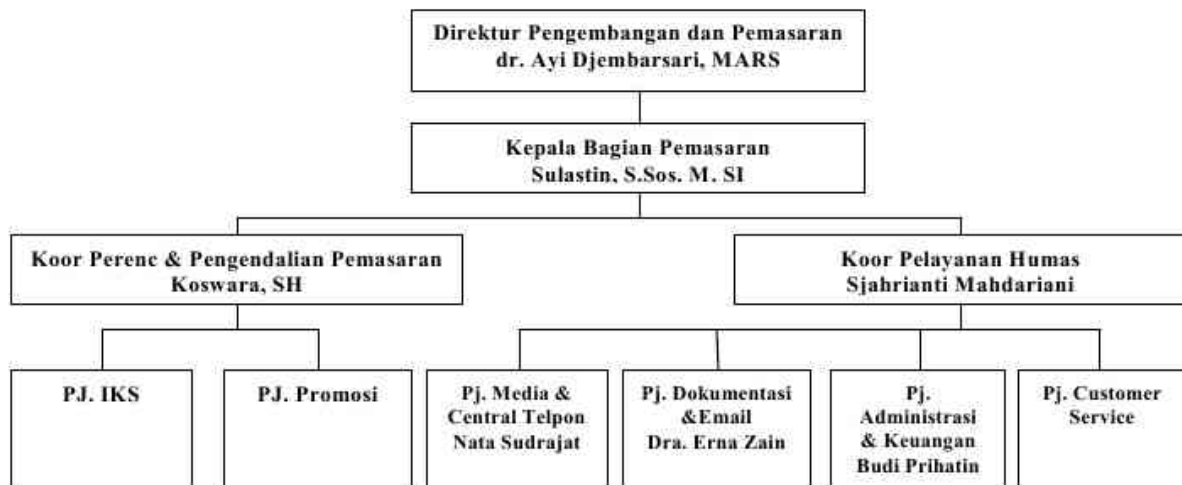 Direktur Pengembangan dan Pemasaran
dr. Ayi Djembarsari, MARS
Kepala Bagian Pemasaran
Sulastin, S.Sos. M. SI
Koor Perenc & Pengendalian Pemasaran
Koswara, SH
Koor Pelayanan Humas
Sjahrianti Mahdariani
PJ. IKS
PJ. Promosi
Pj. Media &
Central Telpon
Nata Sudrajat
Pj. Dokumentasi
&Email
Dra. Erna Zain
Pj.
Administrasi
& Keuangan
Budi Prihatin
Pj. Customer
Service